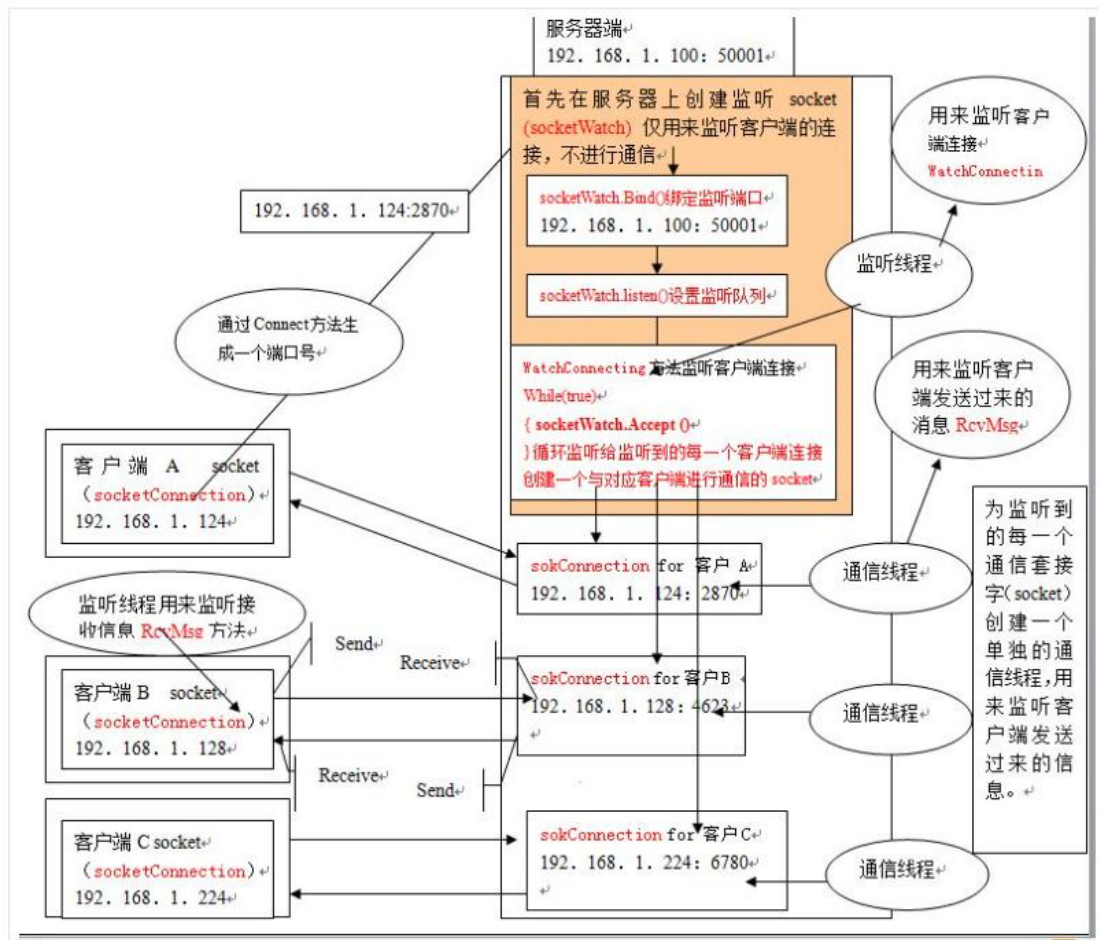 服务器端
192. 168. 1. 100: 50001
首先在服务器上创建监听 socket
(socketWatch) 仅用来监听客户端的连
接，不进行通信
socketWatch.Bind()绑定监听端口
192. 168. 1. 100: 50001
socketWatch.listen()设置监听队列
WatchConnecting 方法监听客户端连接
While(true)
{ socketWatch.Accept ()
}循环监听给监听到的每一个客户端连接
创建一个与对应客户端进行通信的 socket
用来监听客户
端连接
WatchConnectin
监听线程
192. 168. 1. 124:2870
通过 Connect方法生
成一个端口号
用来监听客户
端发送过来的
消息 RcvMsg
客户端 A socket
（socketConnection）
192. 168. 1. 124
sokConnection for 客户 A
192. 168. 1. 124: 2870
通信线程
为监听到
的每一个
通信套接
字(socket)
创建一个
单独的通
信线程,用
来监听客
户端发送
过来的信
息。
监听线程用来监听接
收信息 RcvMsg 方法
Send
Receive
客户端 B socket
（socketConnection）
192. 168. 1. 128
sokConnection for 客户B
192. 168. 1. 128: 4623
通信线程
Receive
Send
客户端 C socket
（socketConnection）
192. 168. 1. 224
sokConnection for 客户C
192. 168. 1. 224: 6780
通信线程